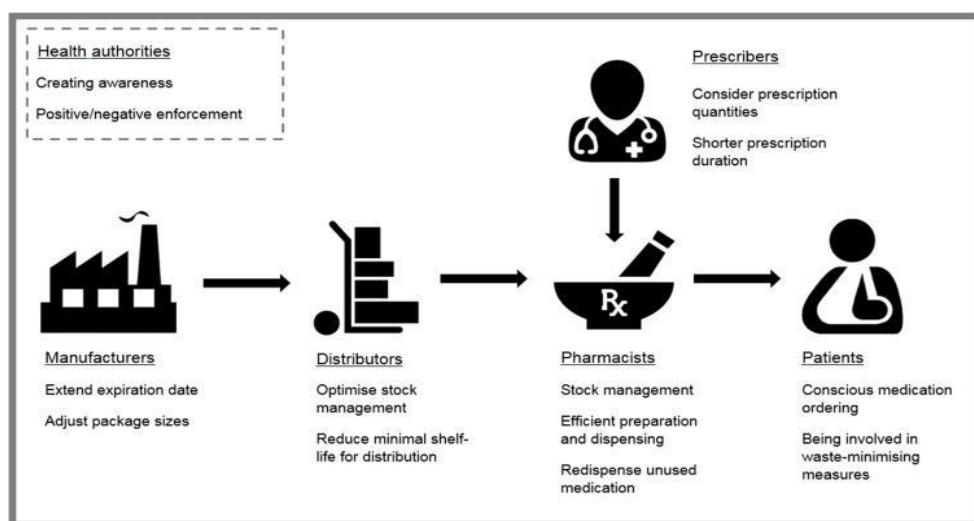 Health authorities
Creating awareness
Positive/negative enforcement
Prescribers
Consider prescription
quantities
Shorter prescription
duration
Rx
Manufacturers
Extend expiration date
Adjust package sizes
Distributors
Optimise stock
management
Reduce minimal shelf-
life for distribution
Pharmacists
Stock management
Efficient preparation
and dispensing
Redispense unused
medication
Patients
Conscious medication
ordering
Being involved in
waste-minimising
measures